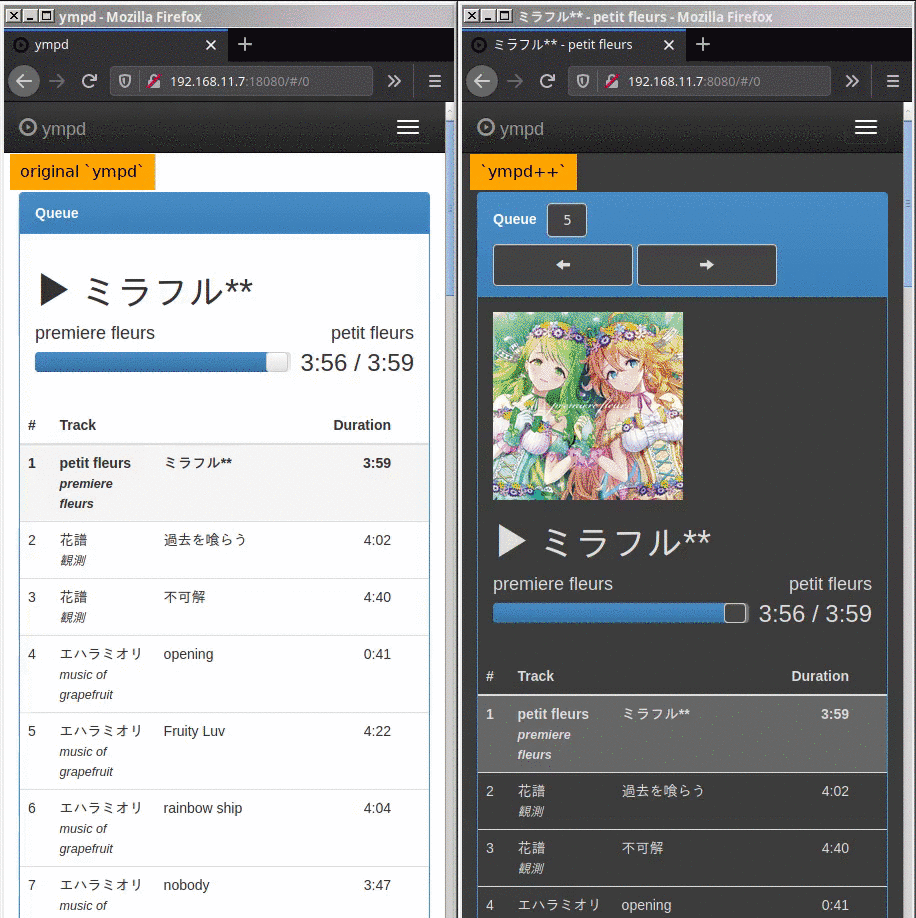 ympd - Mozilla Firefox
ympd
192.168.11.7:18080/#/0
ympd
original `ympd`
Queue
ミラフル**
premiere fleurs petit fleurs
3:56 / 3:59
# Track Duration
1 petit fleurs ミラフル** 3:59
premiere
fleurs
2 花譜 過去を喰らう 4:02
観測
3 花譜 不可解 4:40
観測
4 エハラミオリ opening 0:41
music of
grapefruit
5 エハラミオリ Fruity Luv 4:22
music of
grapefruit
6 エハラミオリ rainbow ship 4:04
music of
grapefruit
7 エハラミオリ nobody 3:47
music of
ミラフル** - petit fleurs - Mozilla Firefox
ミラフル** - petit fleurs
192.168.11.7:8080/#/0
ympd
`ympd++`
Queue 5
premiere fleurs
ミラフル**
premiere fleurs petit fleurs
3:56 / 3:59
# Track Duration
1 petit fleurs ミラフル** 3:59
premiere
fleurs
2 花譜 過去を喰らう 4:02
観測
3 花譜 不可解 4:40
観測
4 エハラミオリ opening 0:41